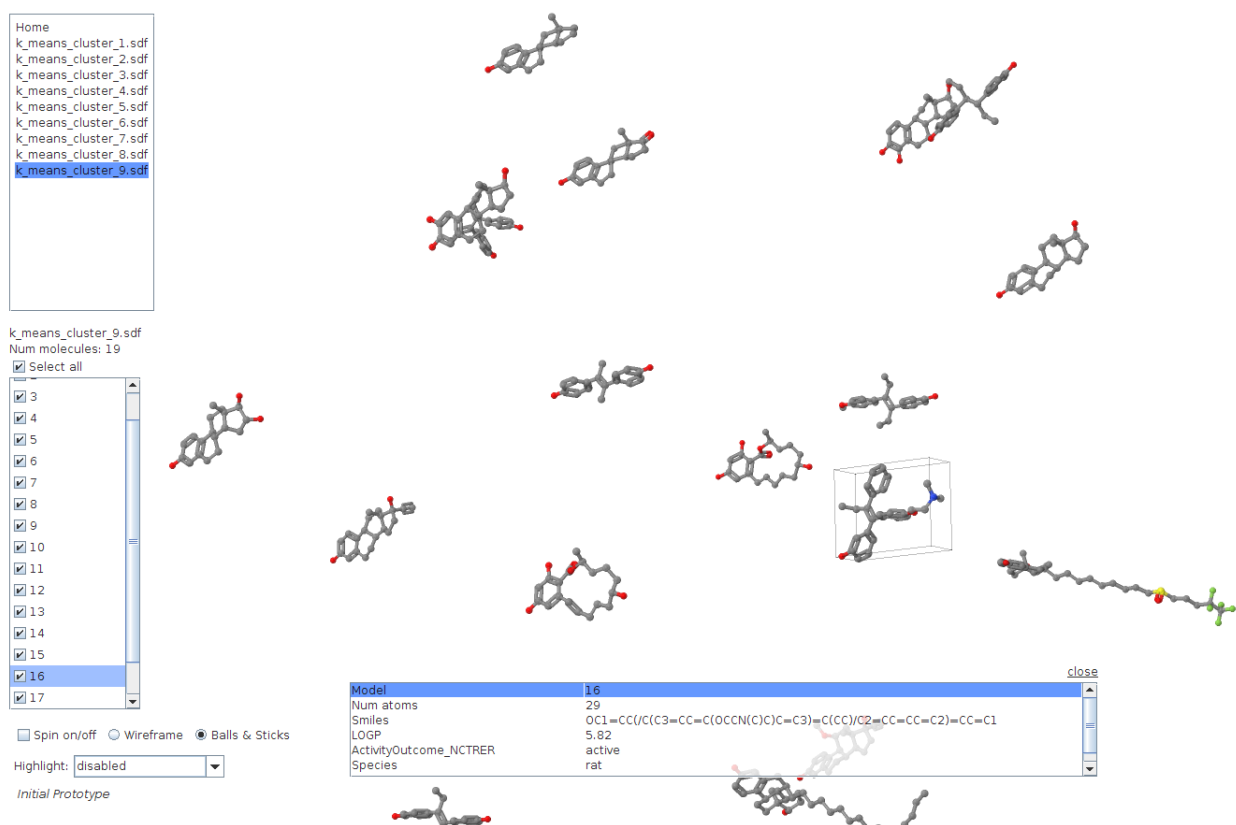 Home
k_means_cluster_1.sdf
k_means_cluster_2.sdf
k_means_cluster_3.sdf
k_means_cluster_4.sdf
k_means_cluster_5.sdf
k_means_cluster_6.sdf
k_means_cluster_7.sdf
k_means_cluster_8.sdf
k_means_cluster_9.sdf
k_means_cluster_9.sdf
Num molecules: 19
Select all
3
4
5
6
7
8
9
10
11
12
13
14
15
16
17
Spin on/off Wireframe Balls & Sticks
Highlight: disabled
Initial Prototype
close
Model 16
Num atoms 29
Smiles OC1=CC(/C(C3=CC=C(OCCN(C)C)C=C3)=C(CC)/C2=CC=CC=C2)=CC=C1
LOGP 5.82
ActivityOutcome_NCTRER active
Species rat